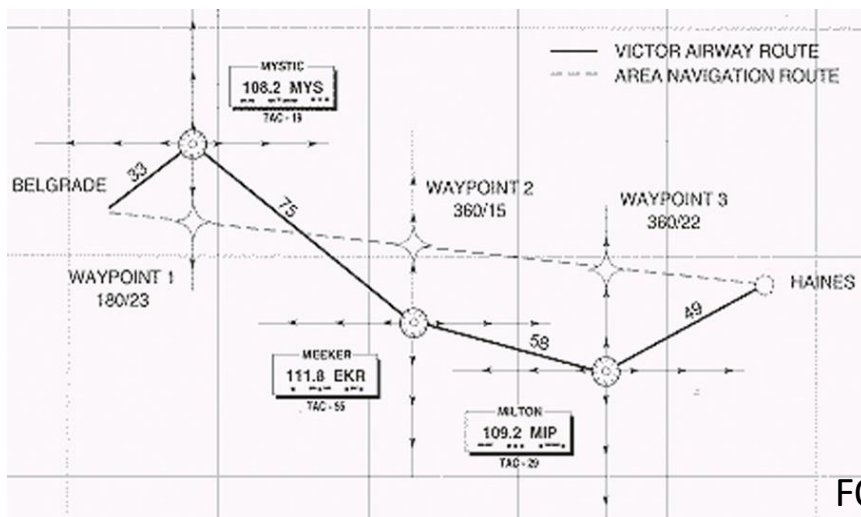 VICTOR AIRWAY ROUTE
AREA NAVIGATION ROUTE
MYSTIC
108.2 MYS
TAC - 19
BELGRADE
33
75
WAYPOINT 2
360/15
WAYPOINT 3
360/22
WAYPOINT 1
180/23
HAINES
49
58
MEEKER
111.8 EKR
TAC - 55
MILTON
109.2 MIP
TAC - 29